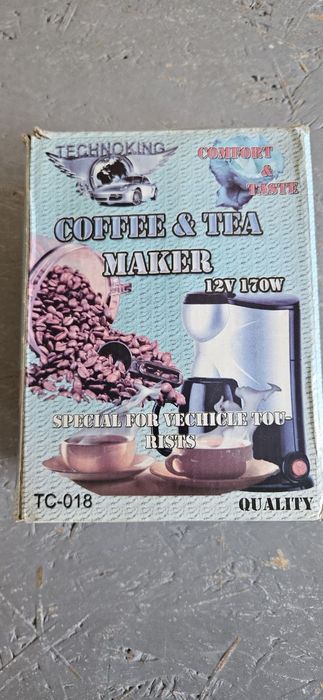 TECHNOKING
COMFORT
&
TASTE
COFFEE & TEA
MAKER
12V 170W
SPECIAL FOR VECHICLE TOU-
RISTS
TC-018
QUALITY